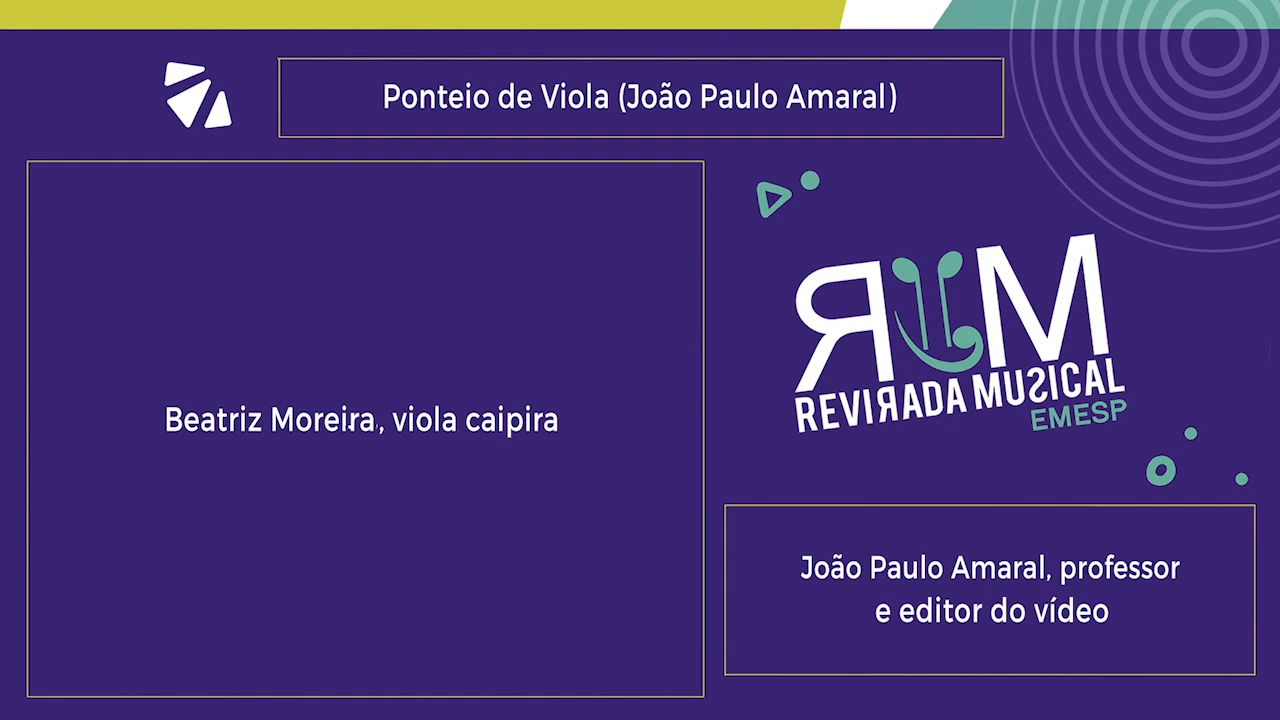 Ponteio de Viola (João Paulo Amaral)
Beatriz Moreira, viola caipira
RM
REVIRADA MUSICAL
EMESP
João Paulo Amaral, professor
e editor do vídeo